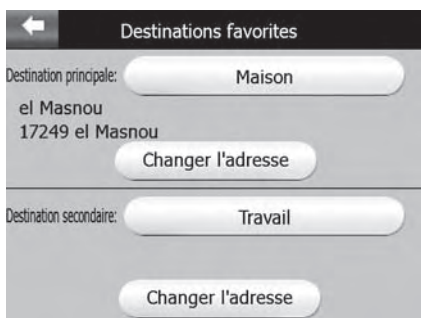 Destinations favorites
Destination principale: Maison
el Masnou
17249 el Masnou
Changer l'adresse
Destination secondaire: Travail
Changer l'adresse